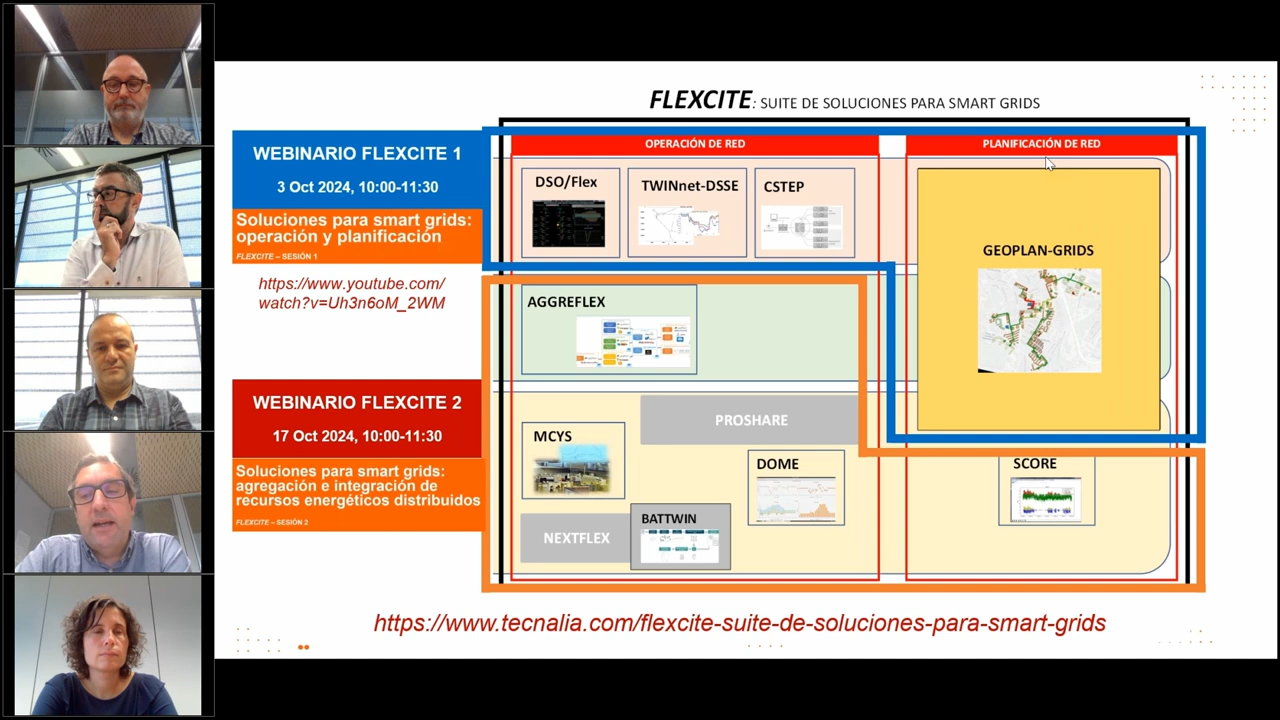 FLEXCITE: SUITE DE SOLUCIONES PARA SMART GRIDS
WEBINARIO FLEXCITE 1
3 Oct 2024, 10:00-11:30
Soluciones para smart grids:
operación y planificación
FLEXCITE – SESIÓN 1
https://www.youtube.com/
watch?v=Uh3n6oM_2WM
WEBINARIO FLEXCITE 2
17 Oct 2024, 10:00-11:30
Soluciones para smart grids:
agregación e integración de
recursos energéticos distribuidos
FLEXCITE – SESIÓN 2
OPERACIÓN DE RED
PLANIFICACIÓN DE RED
DSO/Flex
TWINnet-DSSE
CSTEP
GEOPLAN-GRIDS
AGGREFLEX
PROSHARE
MCYS
DOME
SCORE
BATTWIN
NEXTFLEX
https://www.tecnalia.com/flexcite-suite-de-soluciones-para-smart-grids